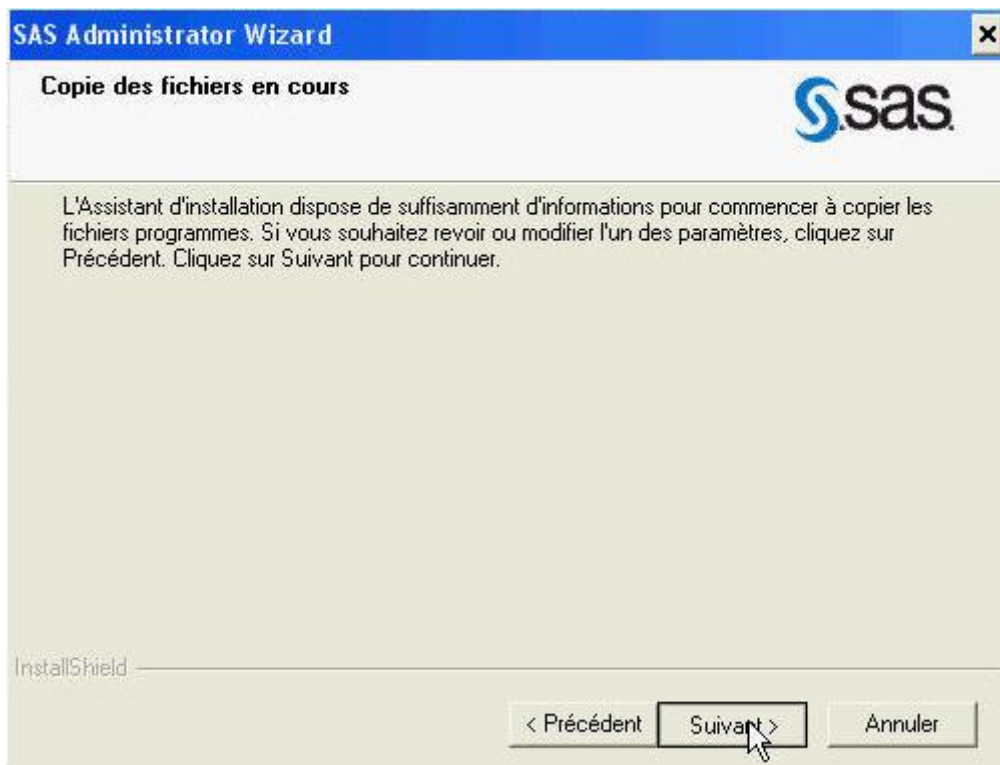 SAS Administrator Wizard
Copie des fichiers en cours
sas
L'Assistant d'installation dispose de suffisamment d'informations pour commencer à copier les
fichiers programmes. Si vous souhaitez revoir ou modifier l'un des paramètres, cliquez sur
Précédent. Cliquez sur Suivant pour continuer.
InstallShield
< Précédent
Suivant >
Annuler